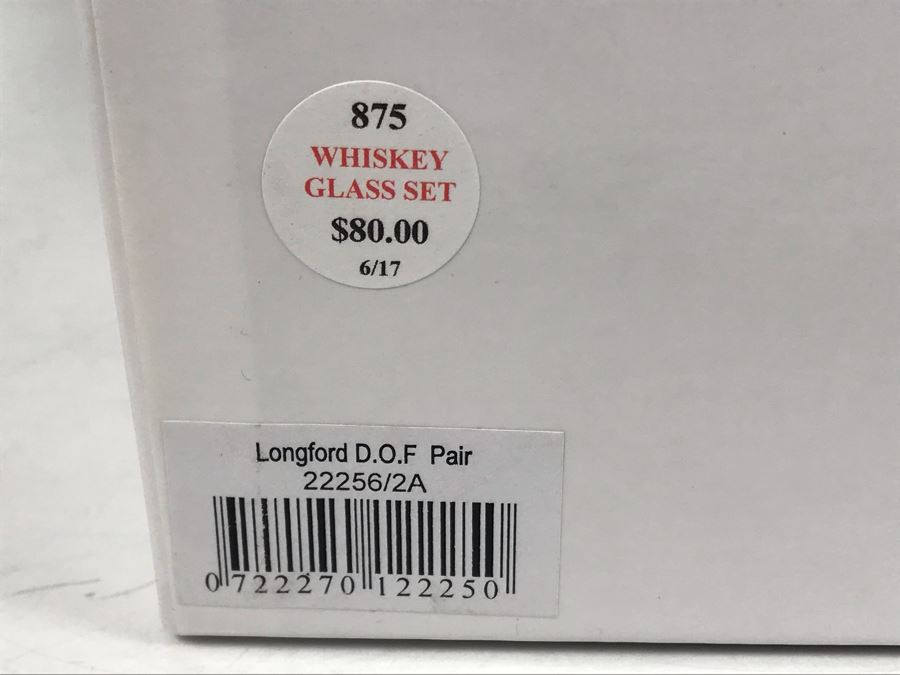 875
WHISKEY
GLASS SET
$80.00
6/17
Longford D.O.F Pair
22256/2A
0 722270 122250